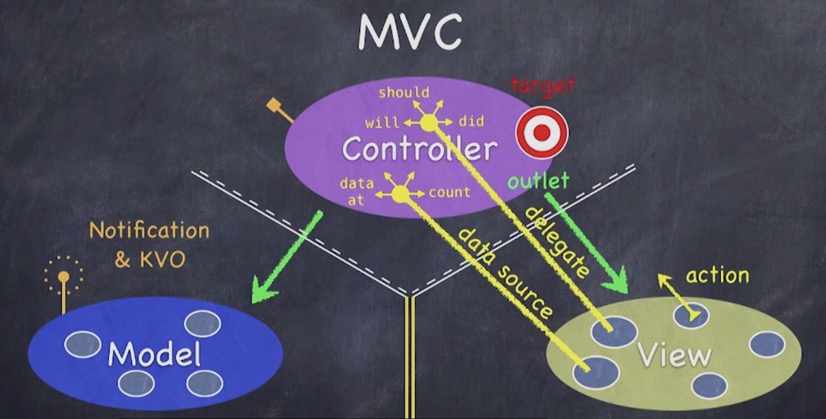 MVC
target
should
will
did
Controller
data
at
count
outlet
Notification
& KVO
delegate
data source
action
Model
View